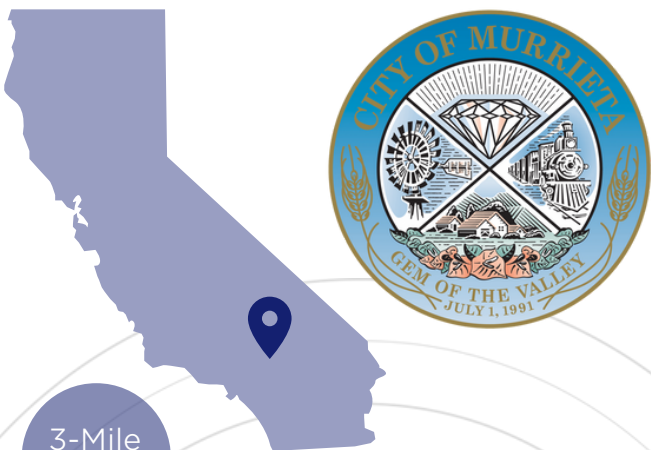 CITY OF MURRIETA
GEM OF THE VALLEY
JULY 1, 1991
3-Mile